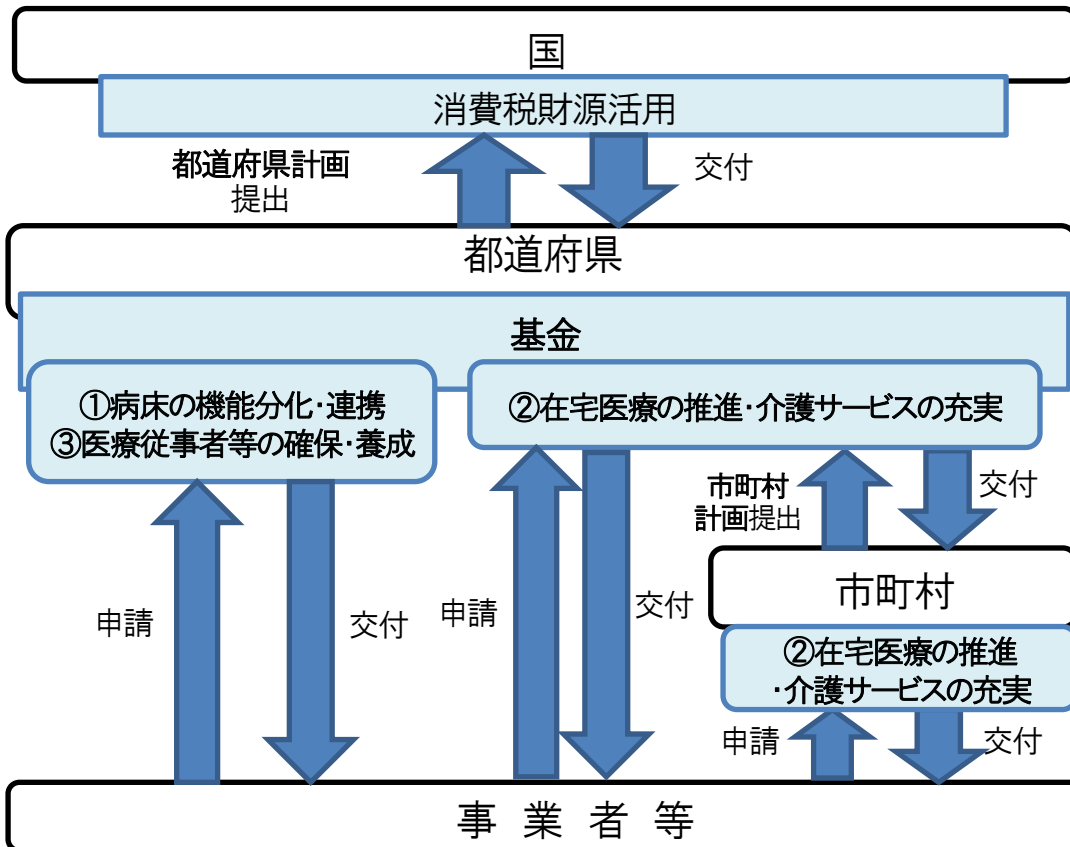 国
消費税財源活用
都道府県計画
提出
交付
都道府県
基金
①病床の機能分化・連携
③医療従事者等の確保・養成
②在宅医療の推進・介護サービスの充実
市町村
計画提出
交付
申請
交付
申請
交付
市町村
②在宅医療の推進
・介護サービスの充実
申請
交付
事業者等